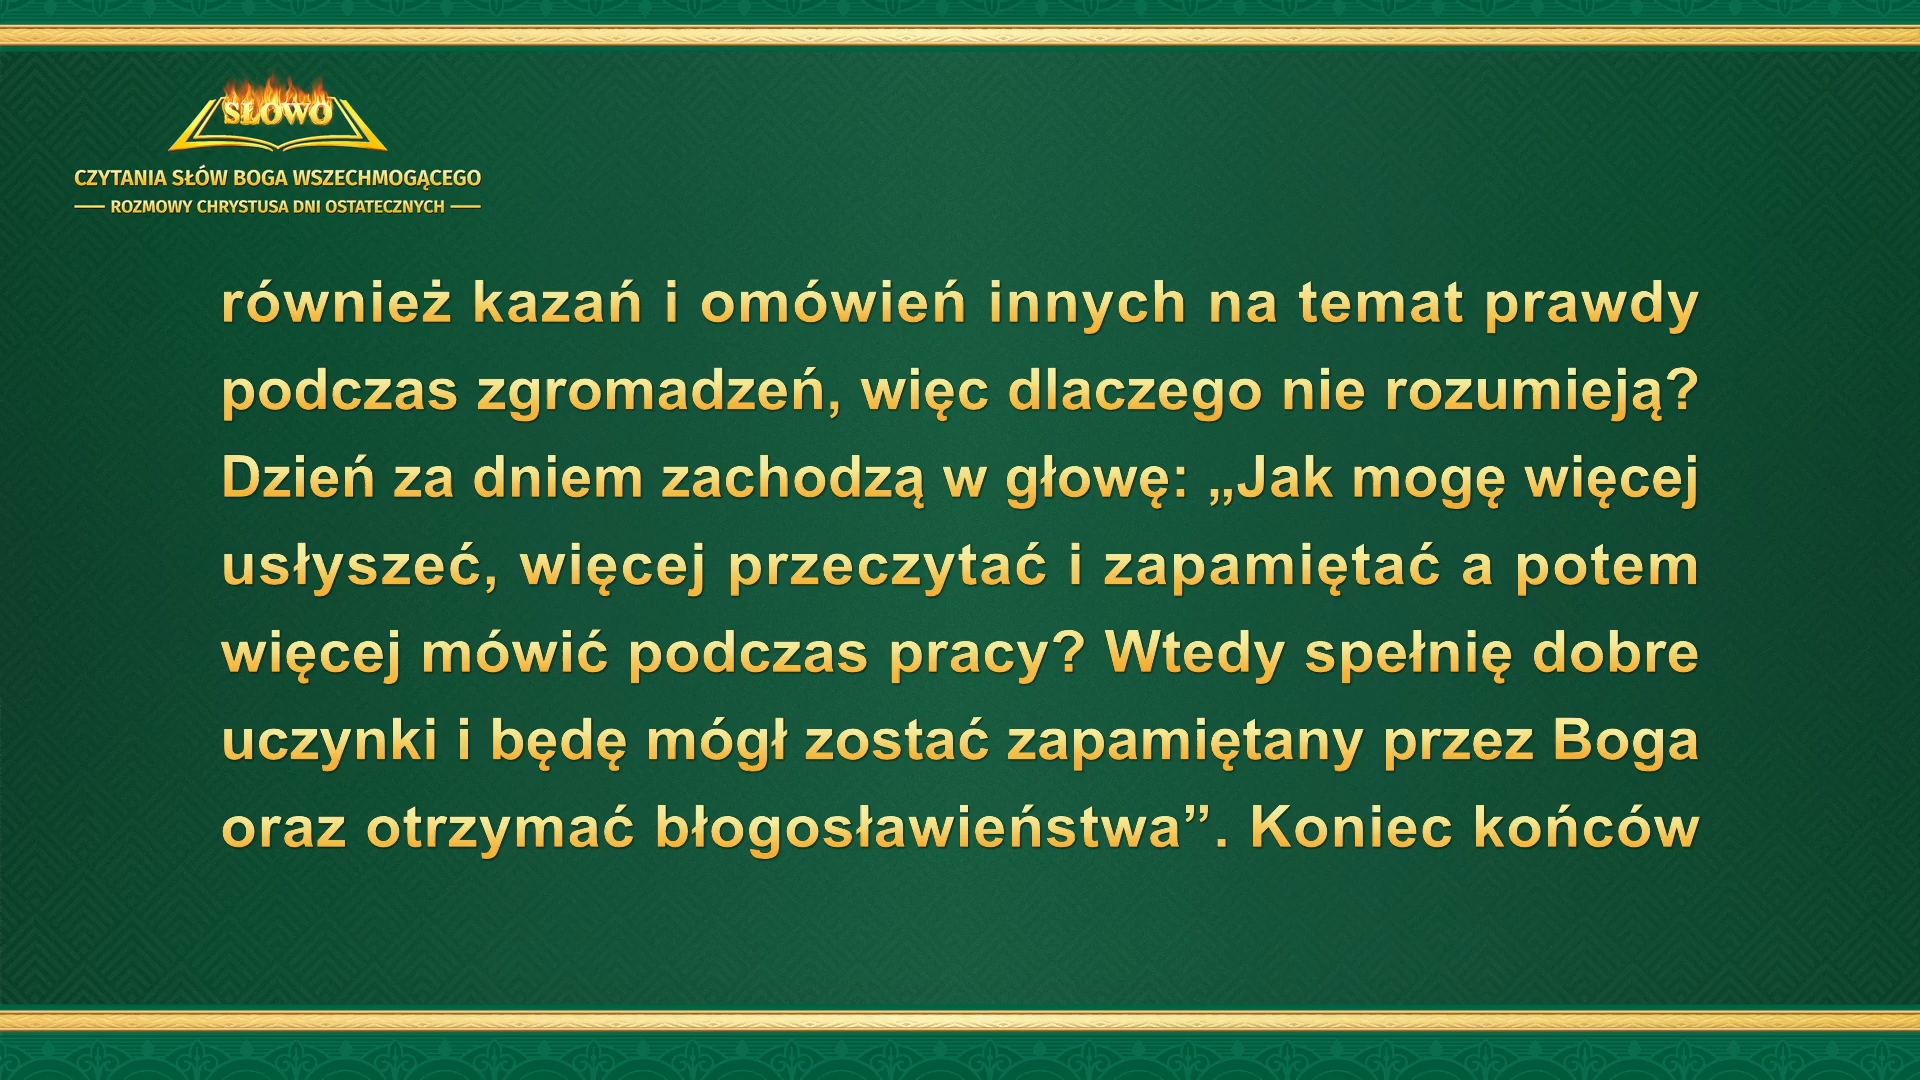 SŁOWO
CZYTANIA SŁÓW BOGA WSZECHMOGĄCEGO
ROZMOWY CHRYSTUSA DNI OSTATECZNYCH
również kazań i omówień innych na temat prawdy
podczas zgromadzeń, więc dlaczego nie rozumieją?
Dzień za dniem zachodzą w głowę: „Jak mogę więcej
usłyszeć, więcej przeczytać i zapamiętać a potem
więcej mówić podczas pracy? Wtedy spełnię dobre
uczynki i będę mógł zostać zapamiętany przez Boga
oraz otrzymać błogosławieństwa”. Koniec końców